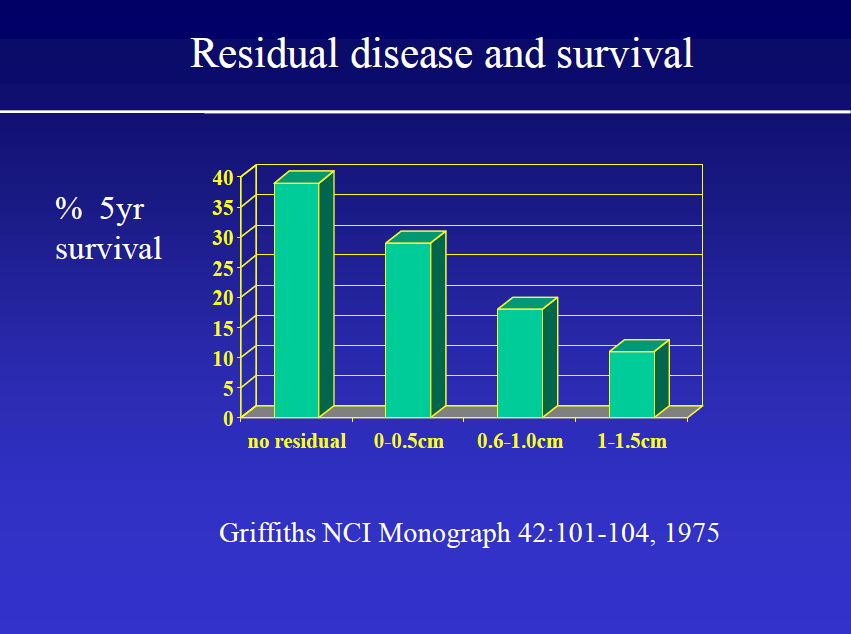 Residual disease and survival
% 5yr
survival
40
35
30
25
20
15
10
5
0
no residual 0-0.5cm 0.6-1.0cm 1-1.5cm
Griffiths NCI Monograph 42:101-104, 1975